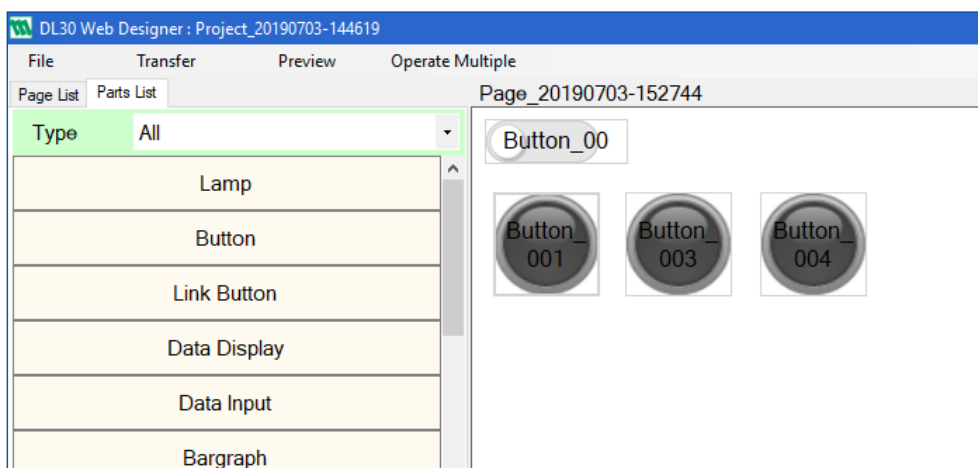 DL30 Web Designer : Project_20190703-144619
File Transfer Preview Operate Multiple
Page List Parts List Page_20190703-152744
Type All
Button_00
Lamp
Button_
001
Button_
003
Button_
004
Button
Link Button
Data Display
Data Input
Bargraph